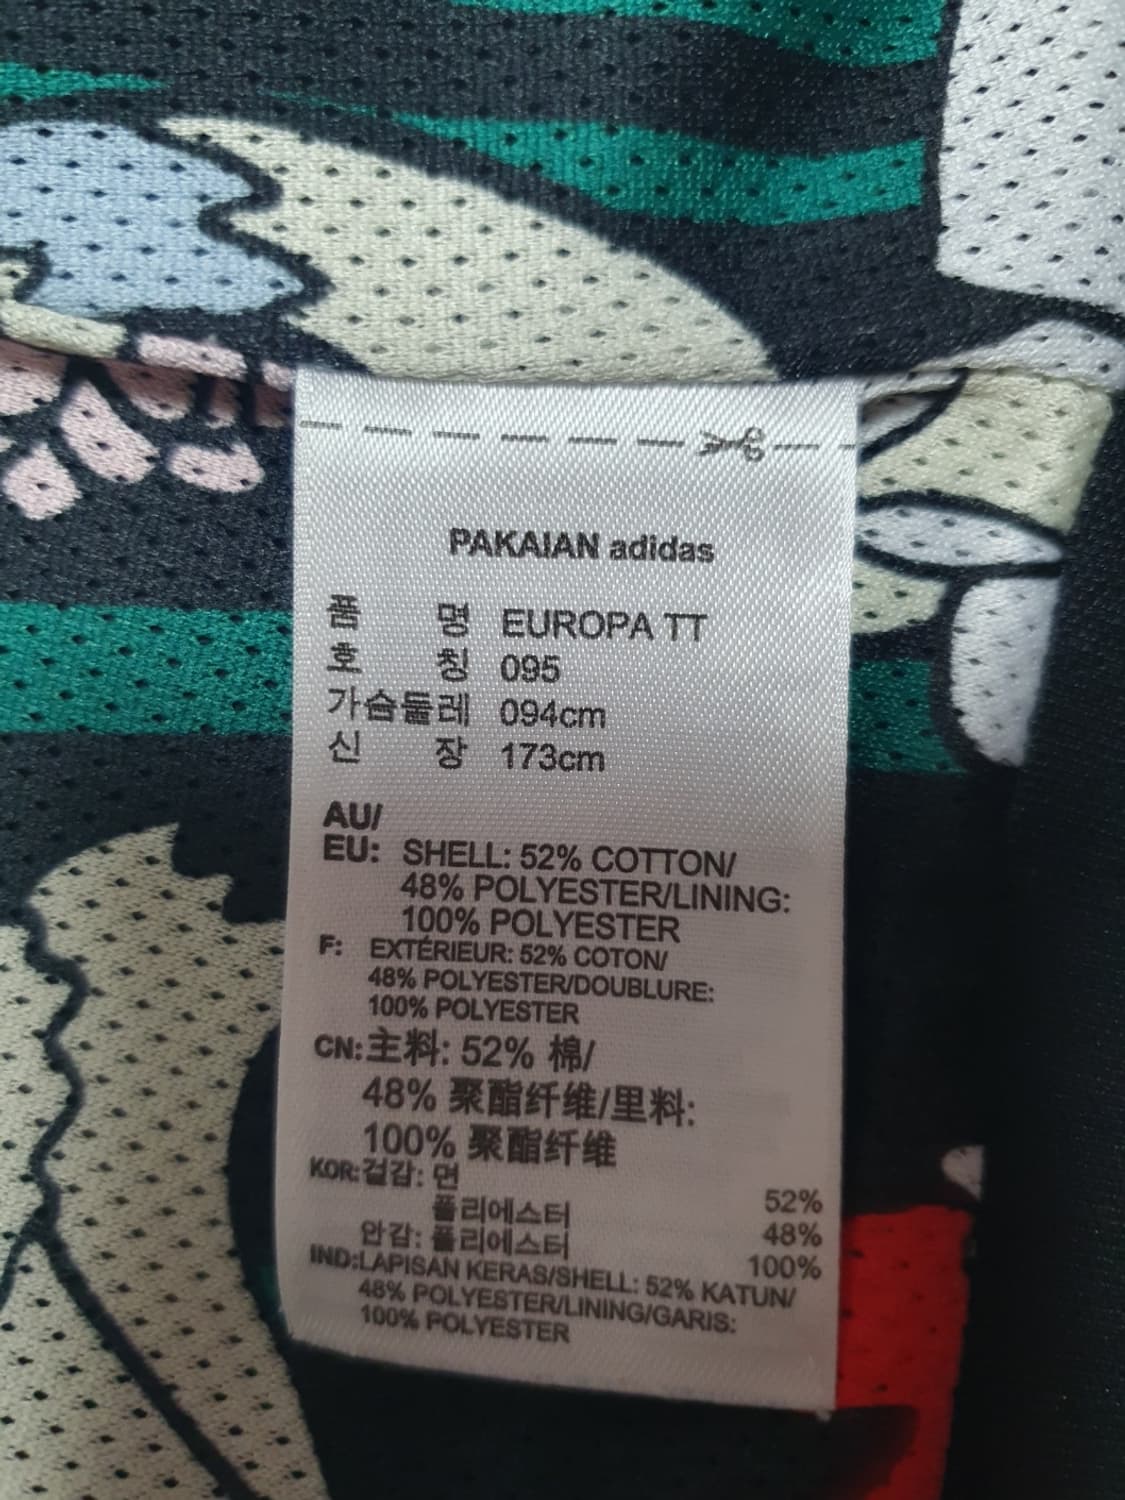 PAKAIAN adidas
품 명 EUROPA TT
호 칭 095
가슴둘레 094cm
신 장 173cm
AU/
EU: SHELL: 52% COTTON/
48% POLYESTER/LINING:
100% POLYESTER
F: EXTÉRIEUR: 52% COTON/
48% POLYESTER/DOUBLURE:
100% POLYESTER
CN:主料: 52% 棉/
48% 聚酯纤维/里料:
100% 聚酯纤维
KOR:겉감: 면 52%
폴리에스터 48%
안감: 폴리에스터 100%
IND:LAPISAN KERAS/SHELL: 52% KATUN/
48% POLYESTER/LINING/GARIS:
100% POLYESTER